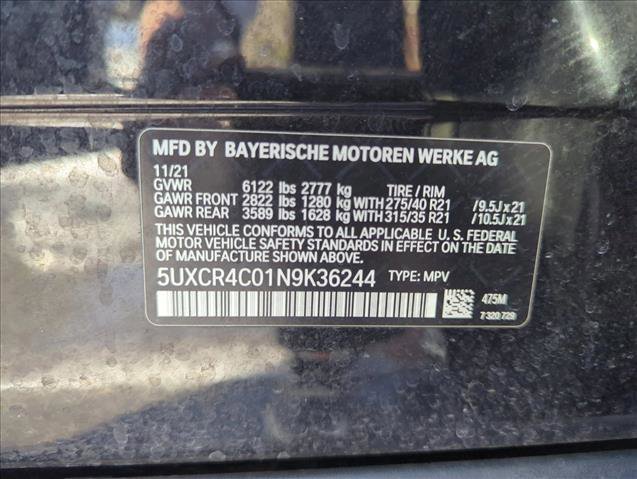 MFD BY BAYERISCHE MOTOREN WERKE AG
11/21
GVWR 6122 lbs 2777 kg TIRE / RIM
GAWR FRONT 2822 lbs 1280 kg WITH 275/40 R21 /9.5J x 21
GAWR REAR 3589 lbs 1628 kg WITH 315/35 R21 /10.5J x 21
THIS VEHICLE CONFORMS TO ALL APPLICABLE U. S. FEDERAL
MOTOR VEHICLE SAFETY STANDARDS IN EFFECT ON THE DATE
OF MANUFACTURE SHOWN ABOVE.
5UXCR4C01N9K36244 TYPE: MPV
475M
7 320 729